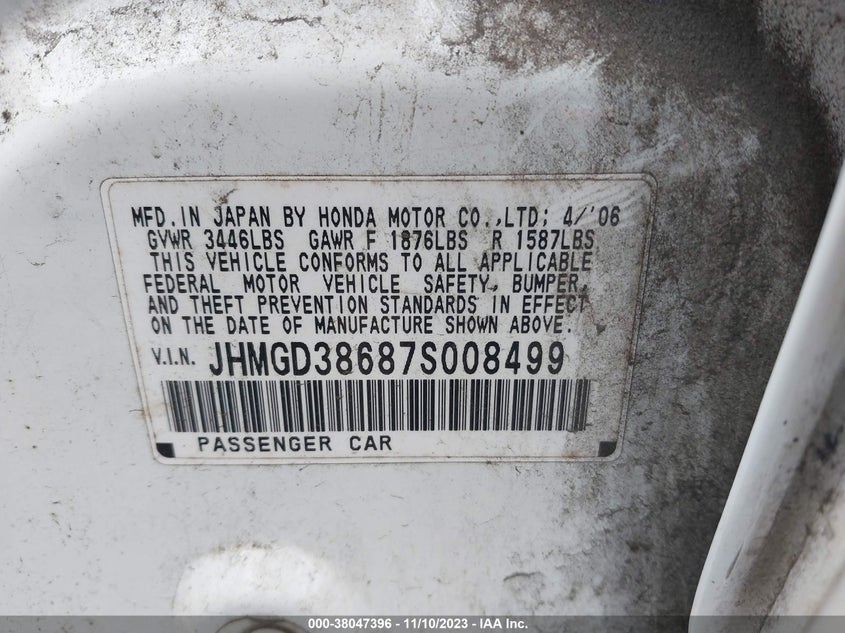 MFD. IN JAPAN BY HONDA MOTOR CO.,LTD; 4/'06
GVWR 3446LBS GAWR F 1876LBS R 1587LBS
THIS VEHICLE CONFORMS TO ALL APPLICABLE
FEDERAL MOTOR VEHICLE SAFETY, BUMPER,
AND THEFT PREVENTION STANDARDS IN EFFECT
ON THE DATE OF MANUFACTURE SHOWN ABOVE.
V.I.N. JHMGD38687S008499
PASSENGER CAR
000-38047396 - 11/10/2023 - © IAA Inc.